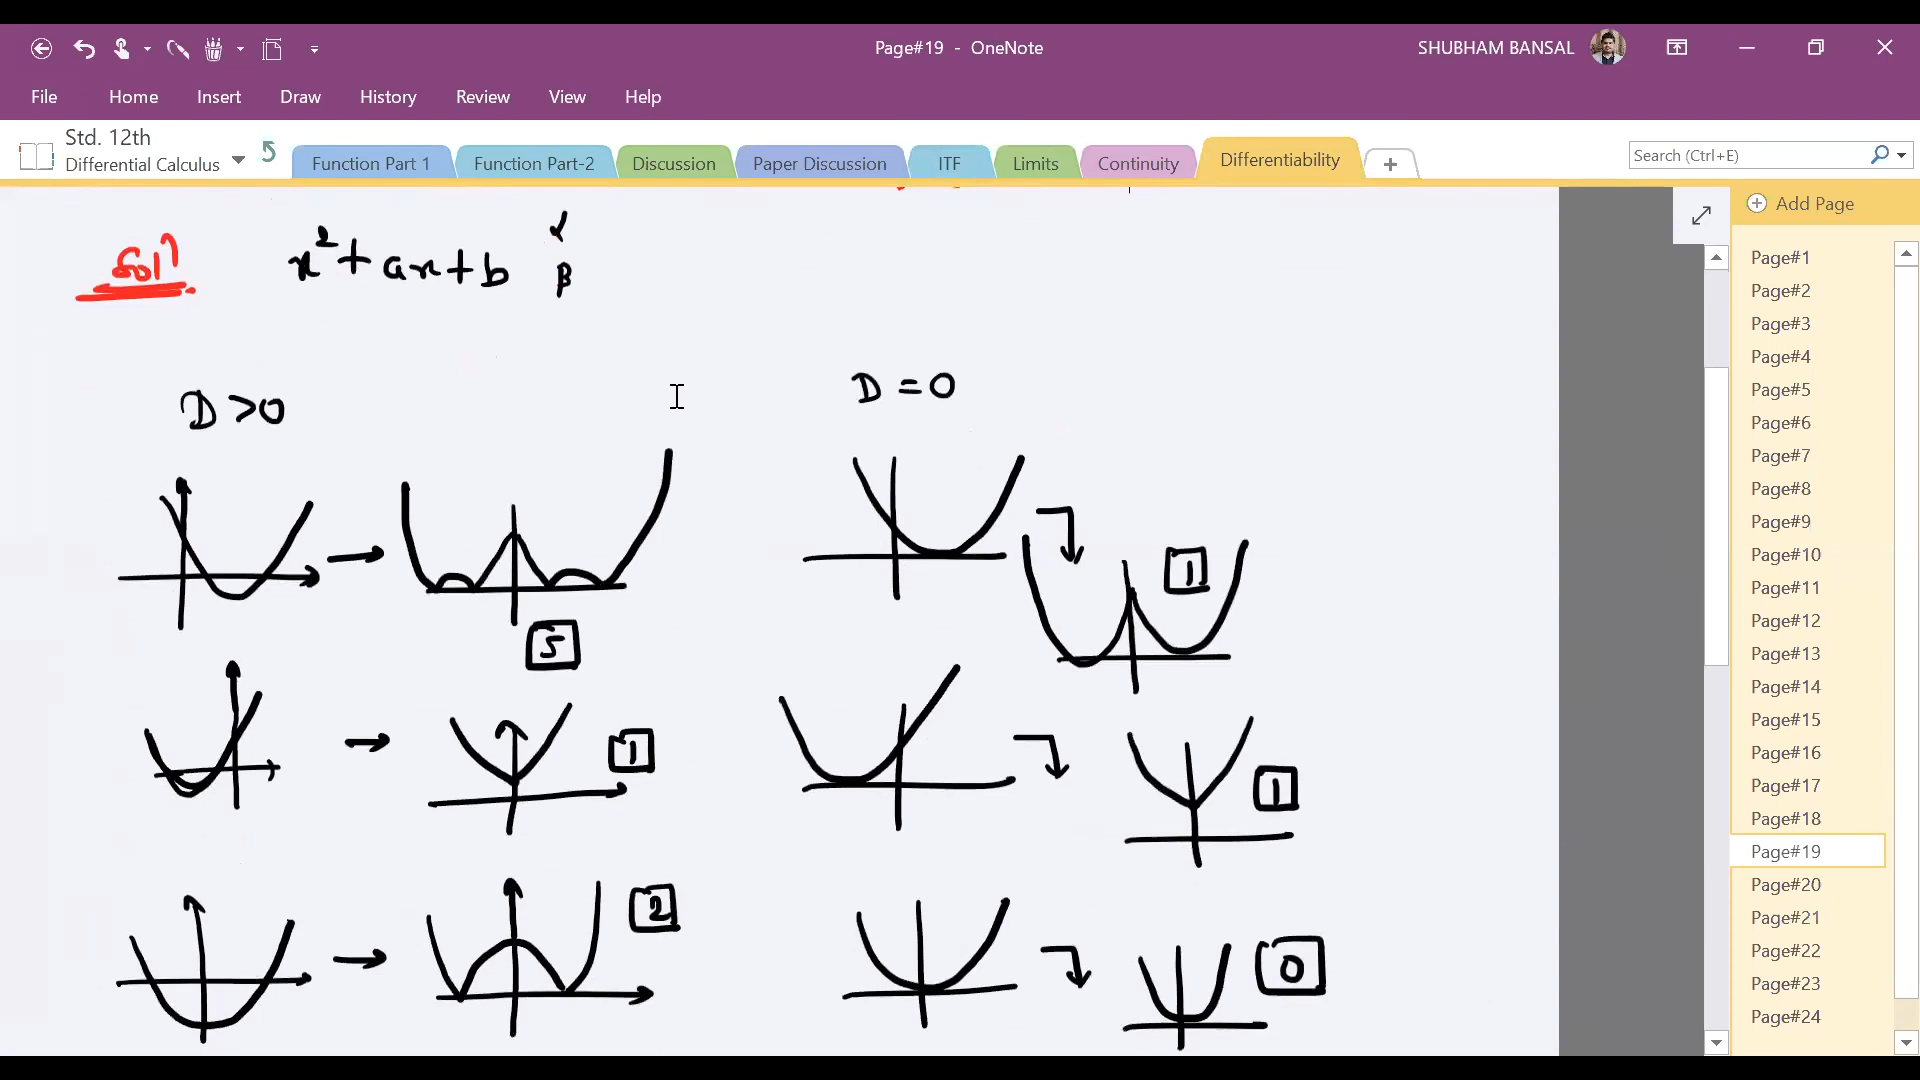 Page#19 - OneNote
SHUBHAM BANSAL
File Home Insert Draw History Review View Help
Std. 12th
Differential Calculus
Function Part 1
Function Part-2
Discussion
Paper Discussion
ITF
Limits
Continuity
Differentiability
Search (Ctrl+E)
Add Page
Page#1
Page#2
Page#3
Page#4
Page#5
Page#6
Page#7
Page#8
Page#9
Page#10
Page#11
Page#12
Page#13
Page#14
Page#15
Page#16
Page#17
Page#18
Page#19
Page#20
Page#21
Page#22
Page#23
Page#24
Solⁿ
x²+ax+b α
β
D>0
D=0
5
1
1
1
2
0